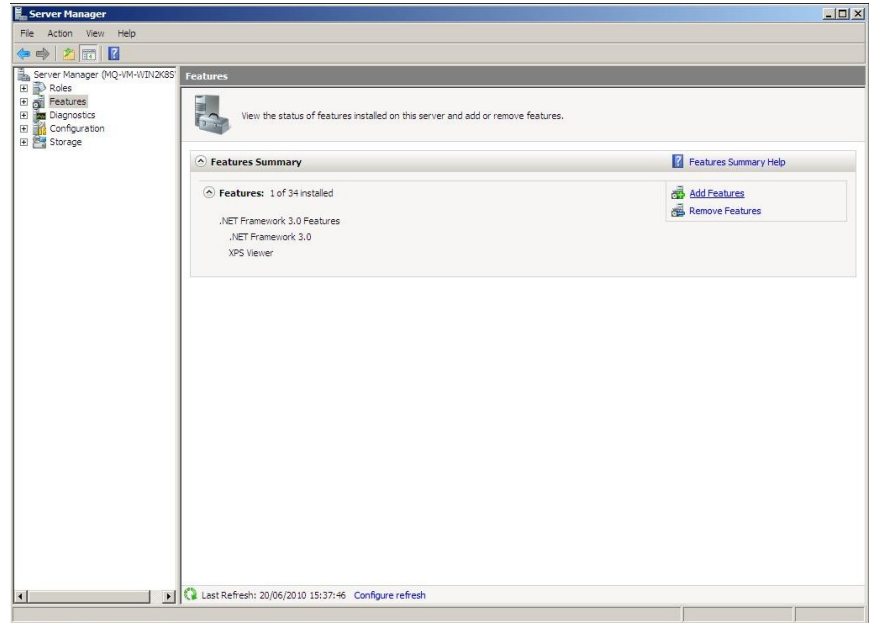 Server Manager
File Action View Help
Server Manager (MQ-VM-WIN2K8S
Roles
Features
Diagnostics
Configuration
Storage
Features
View the status of features installed on this server and add or remove features.
Features Summary
Features Summary Help
Features: 1 of 34 installed
Add Features
Remove Features
.NET Framework 3.0 Features
.NET Framework 3.0
XPS Viewer
Last Refresh: 20/06/2010 15:37:46 Configure refresh